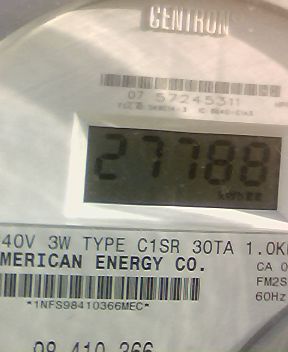 CENTRON
07 57245311
27788
40V 3W TYPE C1SR 30TA 1.0K
MERICAN ENERGY CO.
CA 0
FM2S
*1NFS98410366MEC*
60Hz
98 410 366